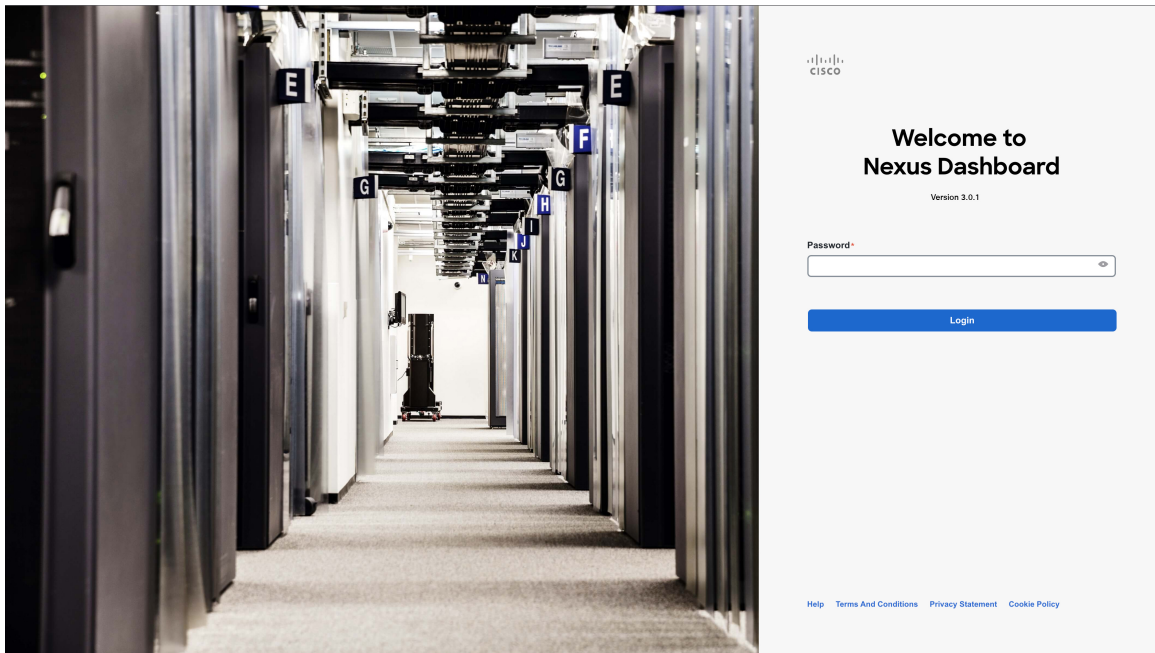 E
E
F
G
G
H
I
J
K
N
CISCO
Welcome to
Nexus Dashboard
Version 3.0.1
Password*
Login
Help Terms And Conditions Privacy Statement Cookie Policy